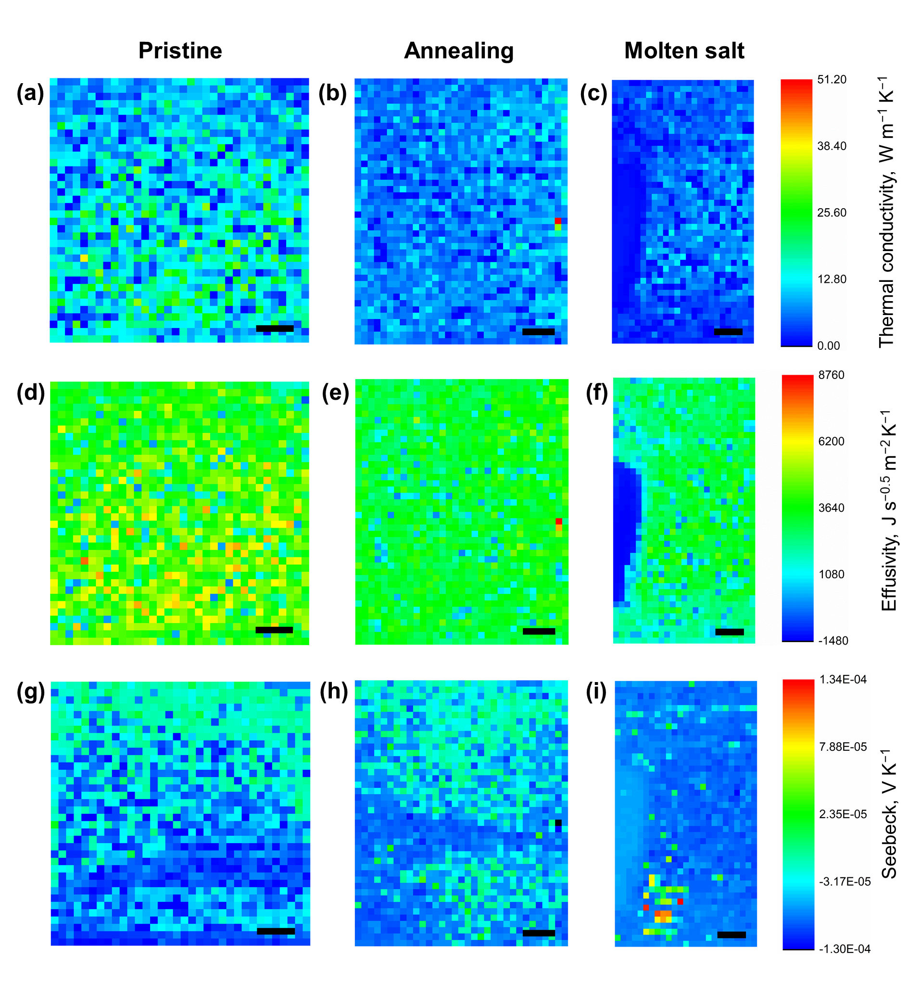 Pristine Annealing Molten salt
(a) (b) (c)
51.20
38.40
25.60
12.80
0.00
Thermal conductivity, W m⁻¹ K⁻¹
(d) (e) (f)
8760
6200
3640
1080
-1480
Effusivity, J s⁻⁰·⁵ m⁻² K⁻¹
(g) (h) (i)
1.34E-04
7.88E-05
2.35E-05
-3.17E-05
-1.30E-04
Seebeck, V K⁻¹